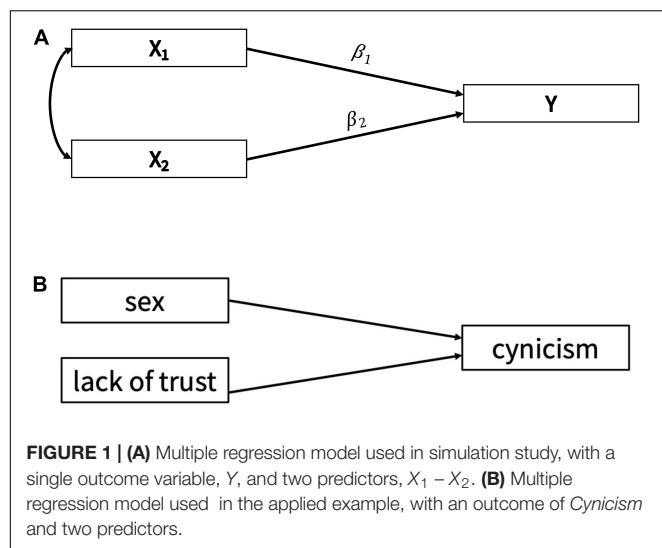 A
X₁
β₁
Y
β₂
X₂
B
sex
cynicism
lack of trust
FIGURE 1 | (A) Multiple regression model used in simulation study, with a
single outcome variable, Y, and two predictors, X₁ – X₂. (B) Multiple
regression model used in the applied example, with an outcome of Cynicism
and two predictors.